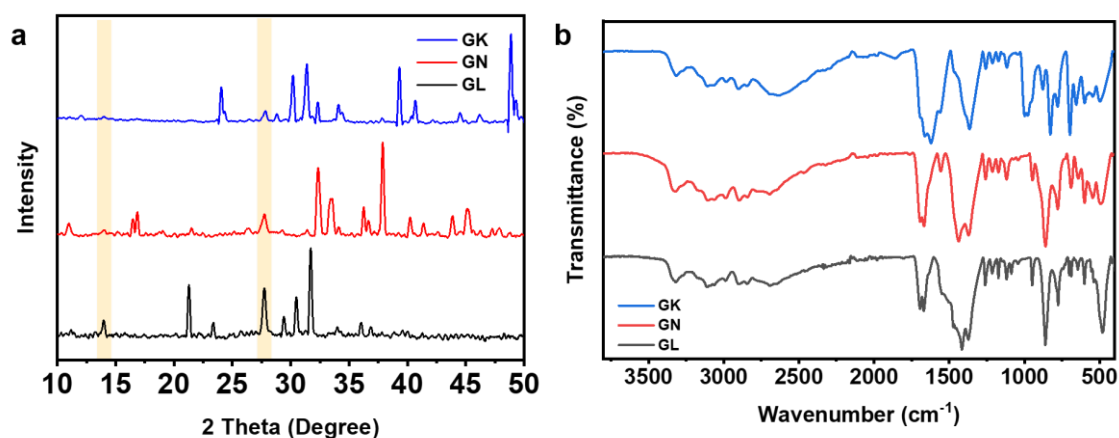 a
GK
GN
GL
Intensity
10 15 20 25 30 35 40 45 50
2 Theta (Degree)
b
Transmittance (%)
GK
GN
GL
3500 3000 2500 2000 1500 1000 500
Wavenumber (cm⁻¹)